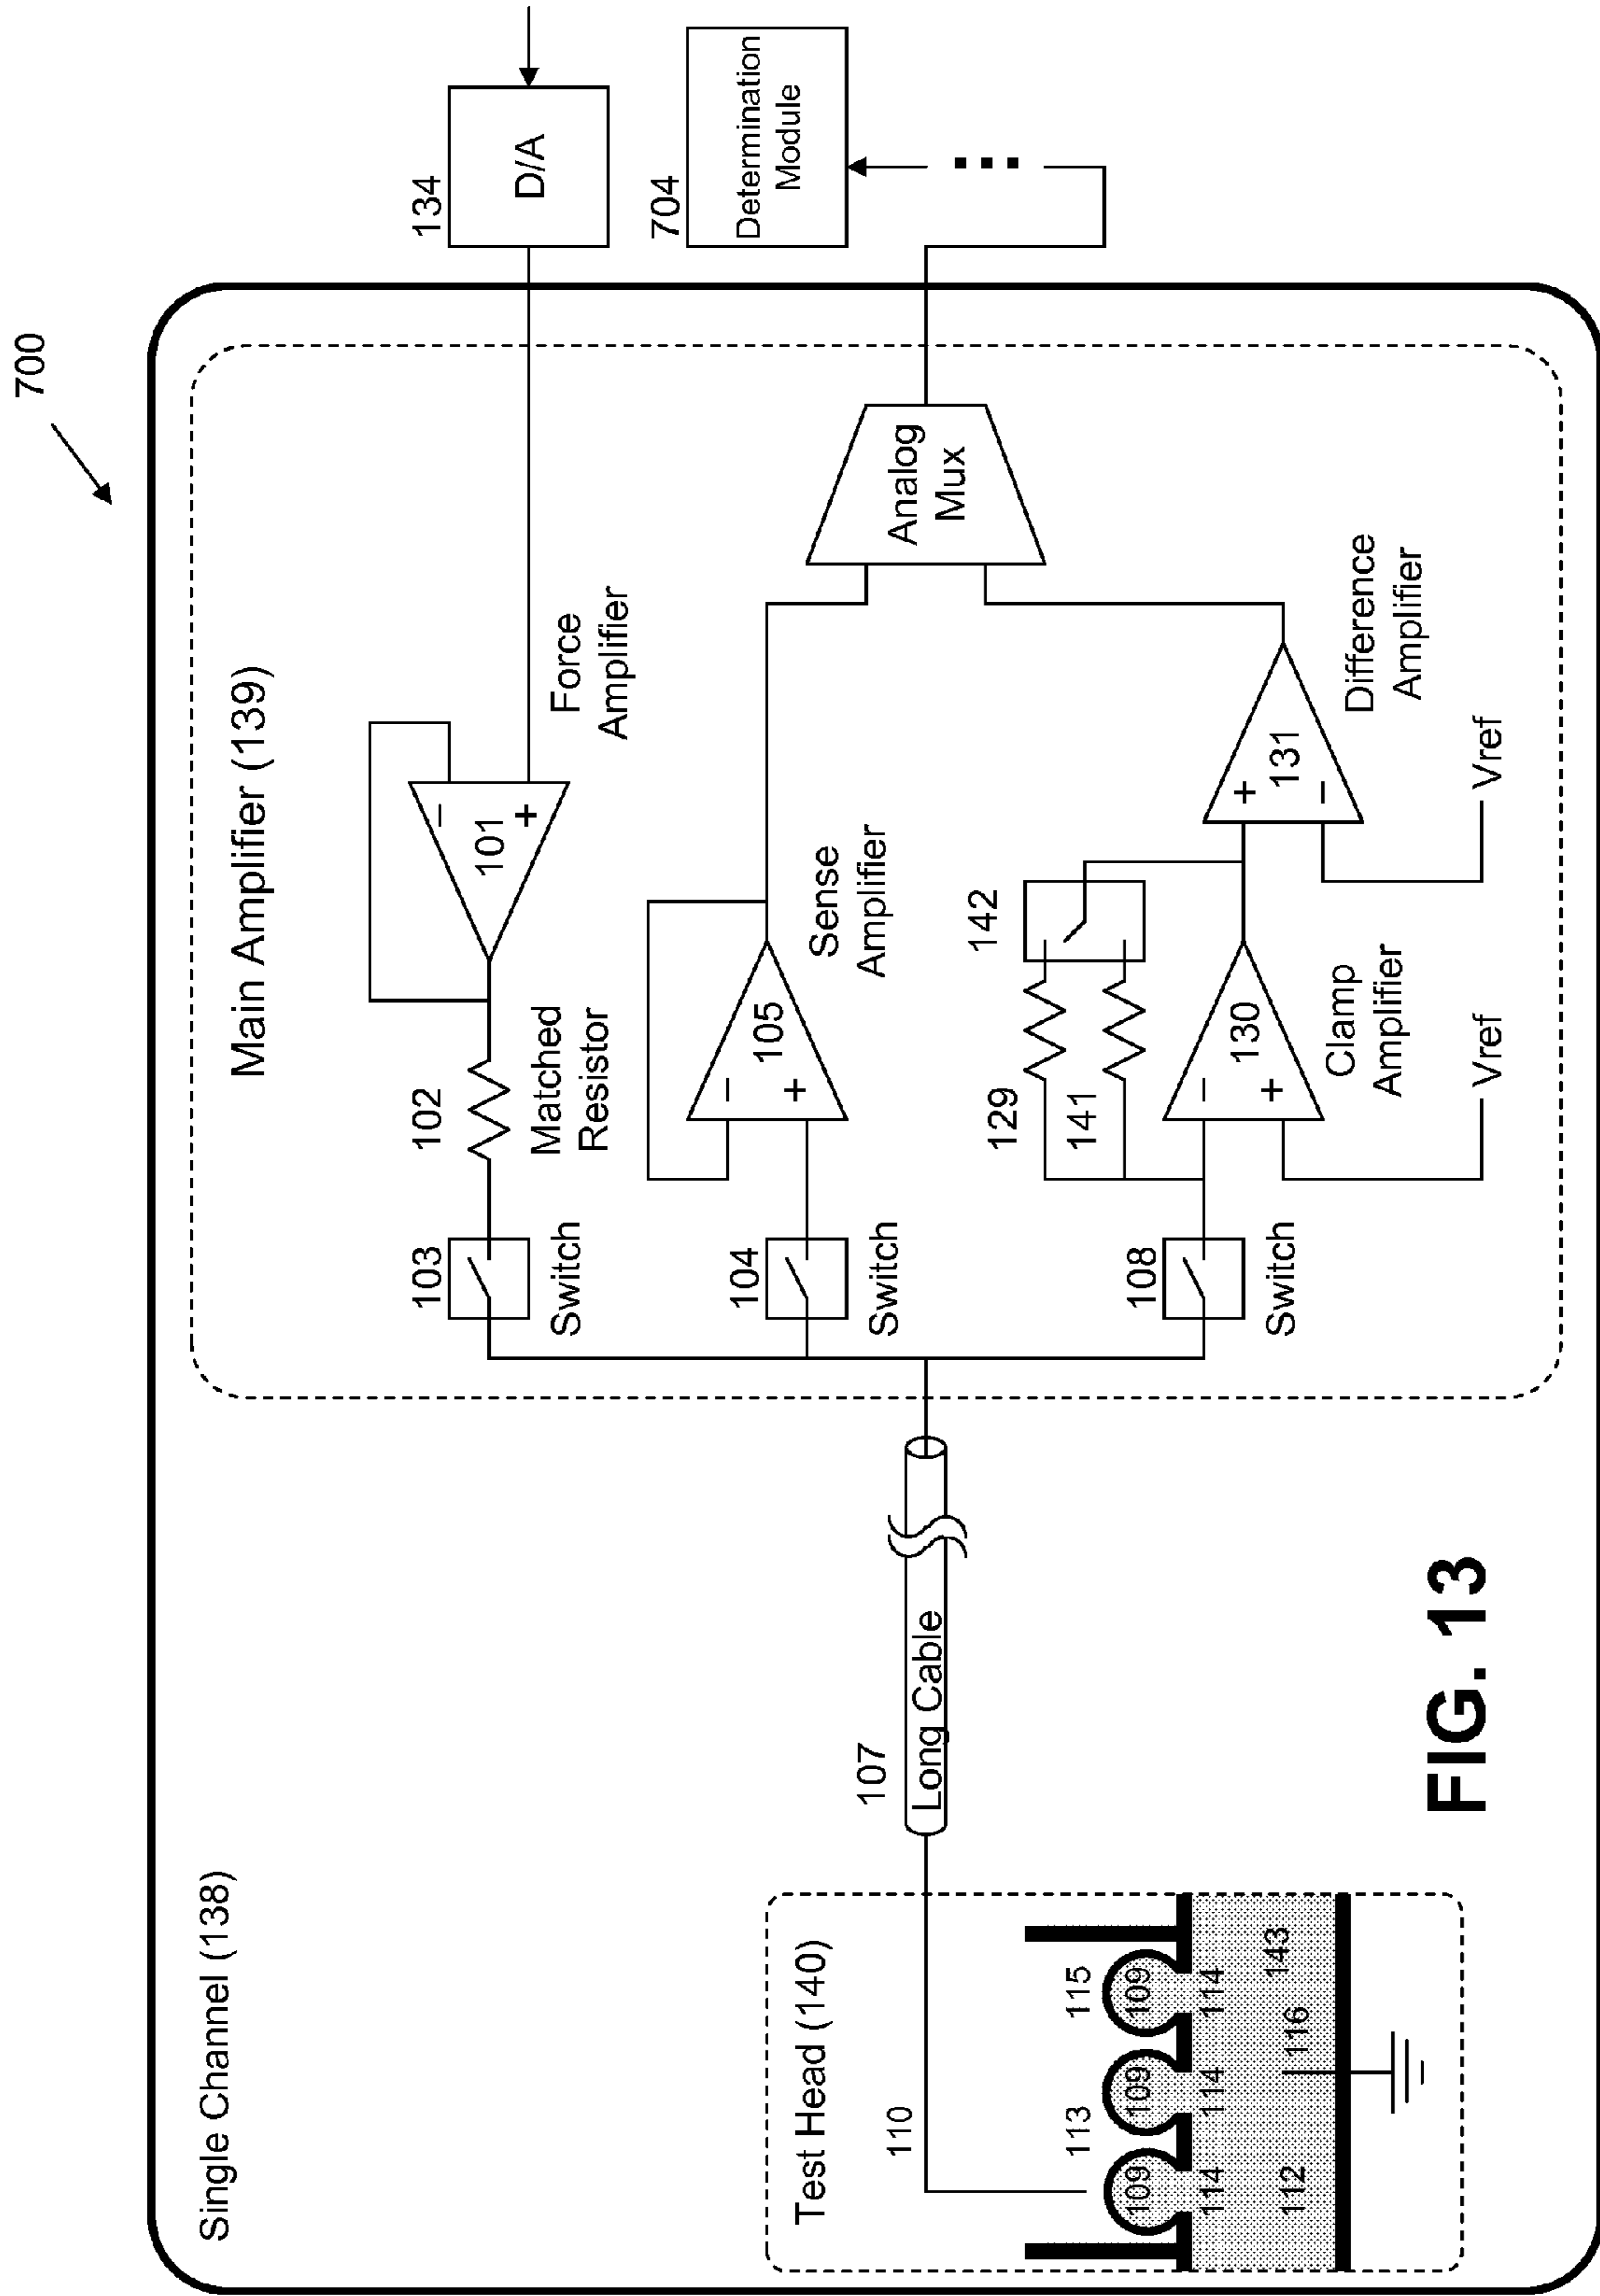 700
Single Channel (138)
Main Amplifier (139)
134
D/A
704
Determination
Module
103
Switch
102
Matched
Resistor
−
101
+
Force
Amplifier
104
Switch
−
105
+
Sense
Amplifier
Analog
Mux
107
Long Cable
108
Switch
129
141
142
−
130
+
Clamp
Amplifier
Vref
+
131
−
Difference
Amplifier
Vref
Test Head (140)
110
113
115
109
109
109
114
114
114
112
116
143
FIG. 13